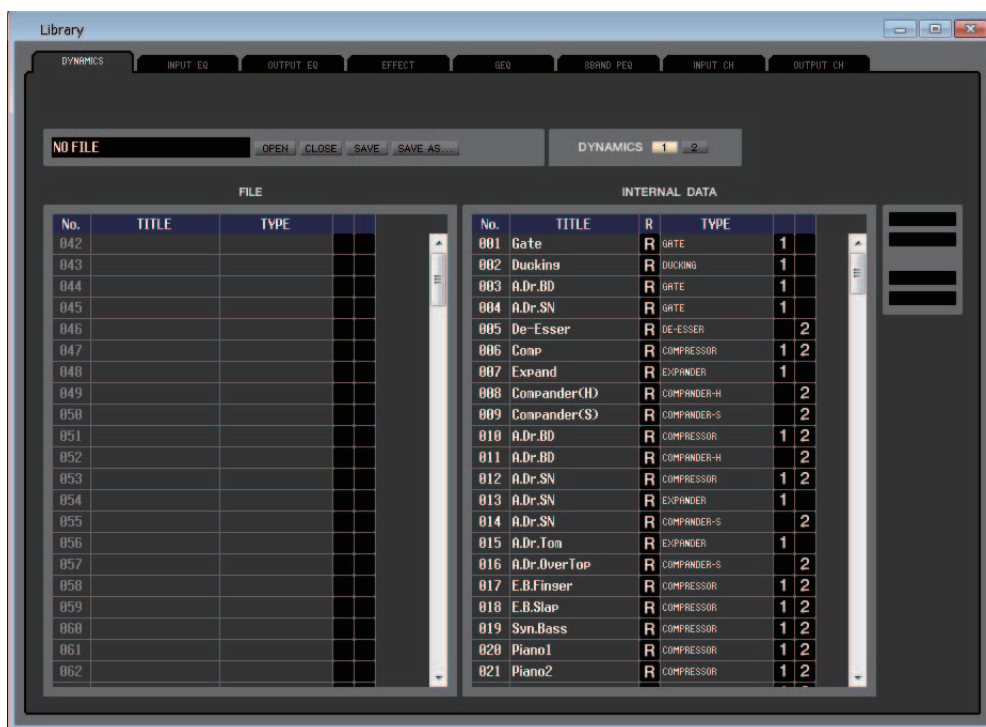 Library
DYNAMICS INPUT EQ OUTPUT EQ EFFECT GEQ 8BAND PEQ INPUT CH OUTPUT CH
NO FILE OPEN CLOSE SAVE SAVE AS... DYNAMICS 1 2
FILE INTERNAL DATA
No. TITLE TYPE No. TITLE R TYPE
042 001 Gate R GATE 1
043 002 Ducking R DUCKING 1
044 003 A.Dr.BD R GATE 1
045 004 A.Dr.SN R GATE 1
046 005 De-Esser R DE-ESSER 2
047 006 Comp R COMPRESSOR 1 2
048 007 Expand R EXPANDER 1
049 008 Compander(H) R COMPANDER-H 2
050 009 Compander(S) R COMPANDER-S 2
051 010 A.Dr.BD R COMPRESSOR 1 2
052 011 A.Dr.BD R COMPANDER-H 2
053 012 A.Dr.SN R COMPRESSOR 1 2
054 013 A.Dr.SN R EXPANDER 1
055 014 A.Dr.SN R COMPANDER-S 2
056 015 A.Dr.Tom R EXPANDER 1
057 016 A.Dr.OverTop R COMPANDER-S 2
058 017 E.B.Finger R COMPRESSOR 1 2
059 018 E.B.Slap R COMPRESSOR 1 2
060 019 Syn.Bass R COMPRESSOR 1 2
061 020 Piano1 R COMPRESSOR 1 2
062 021 Piano2 R COMPRESSOR 1 2